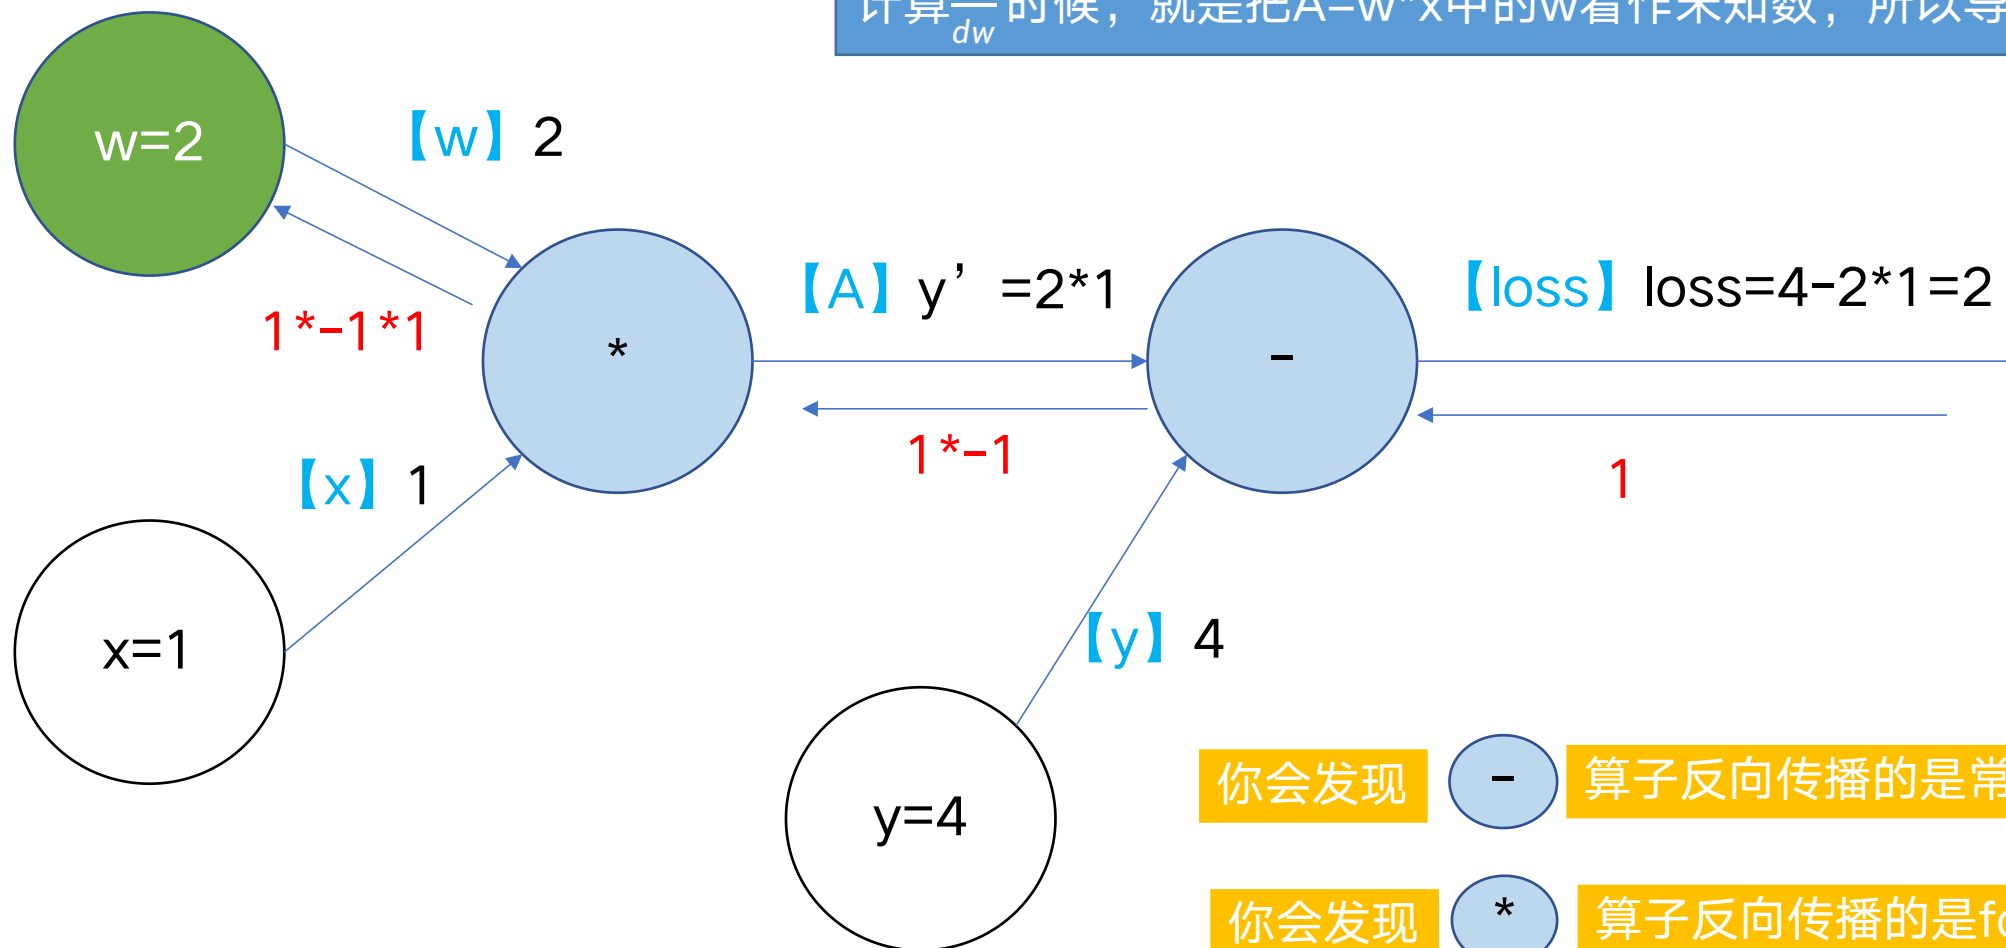 计算 dw 时候，就是把A=w*x中的w看作未知数，所以导
w=2
【w】2
1*-1*1
*
【A】y’=2*1
1*-1
-
【loss】loss=4-2*1=2
1
【x】1
x=1
【y】4
y=4
你会发现 - 算子反向传播的是常
你会发现 * 算子反向传播的是fo